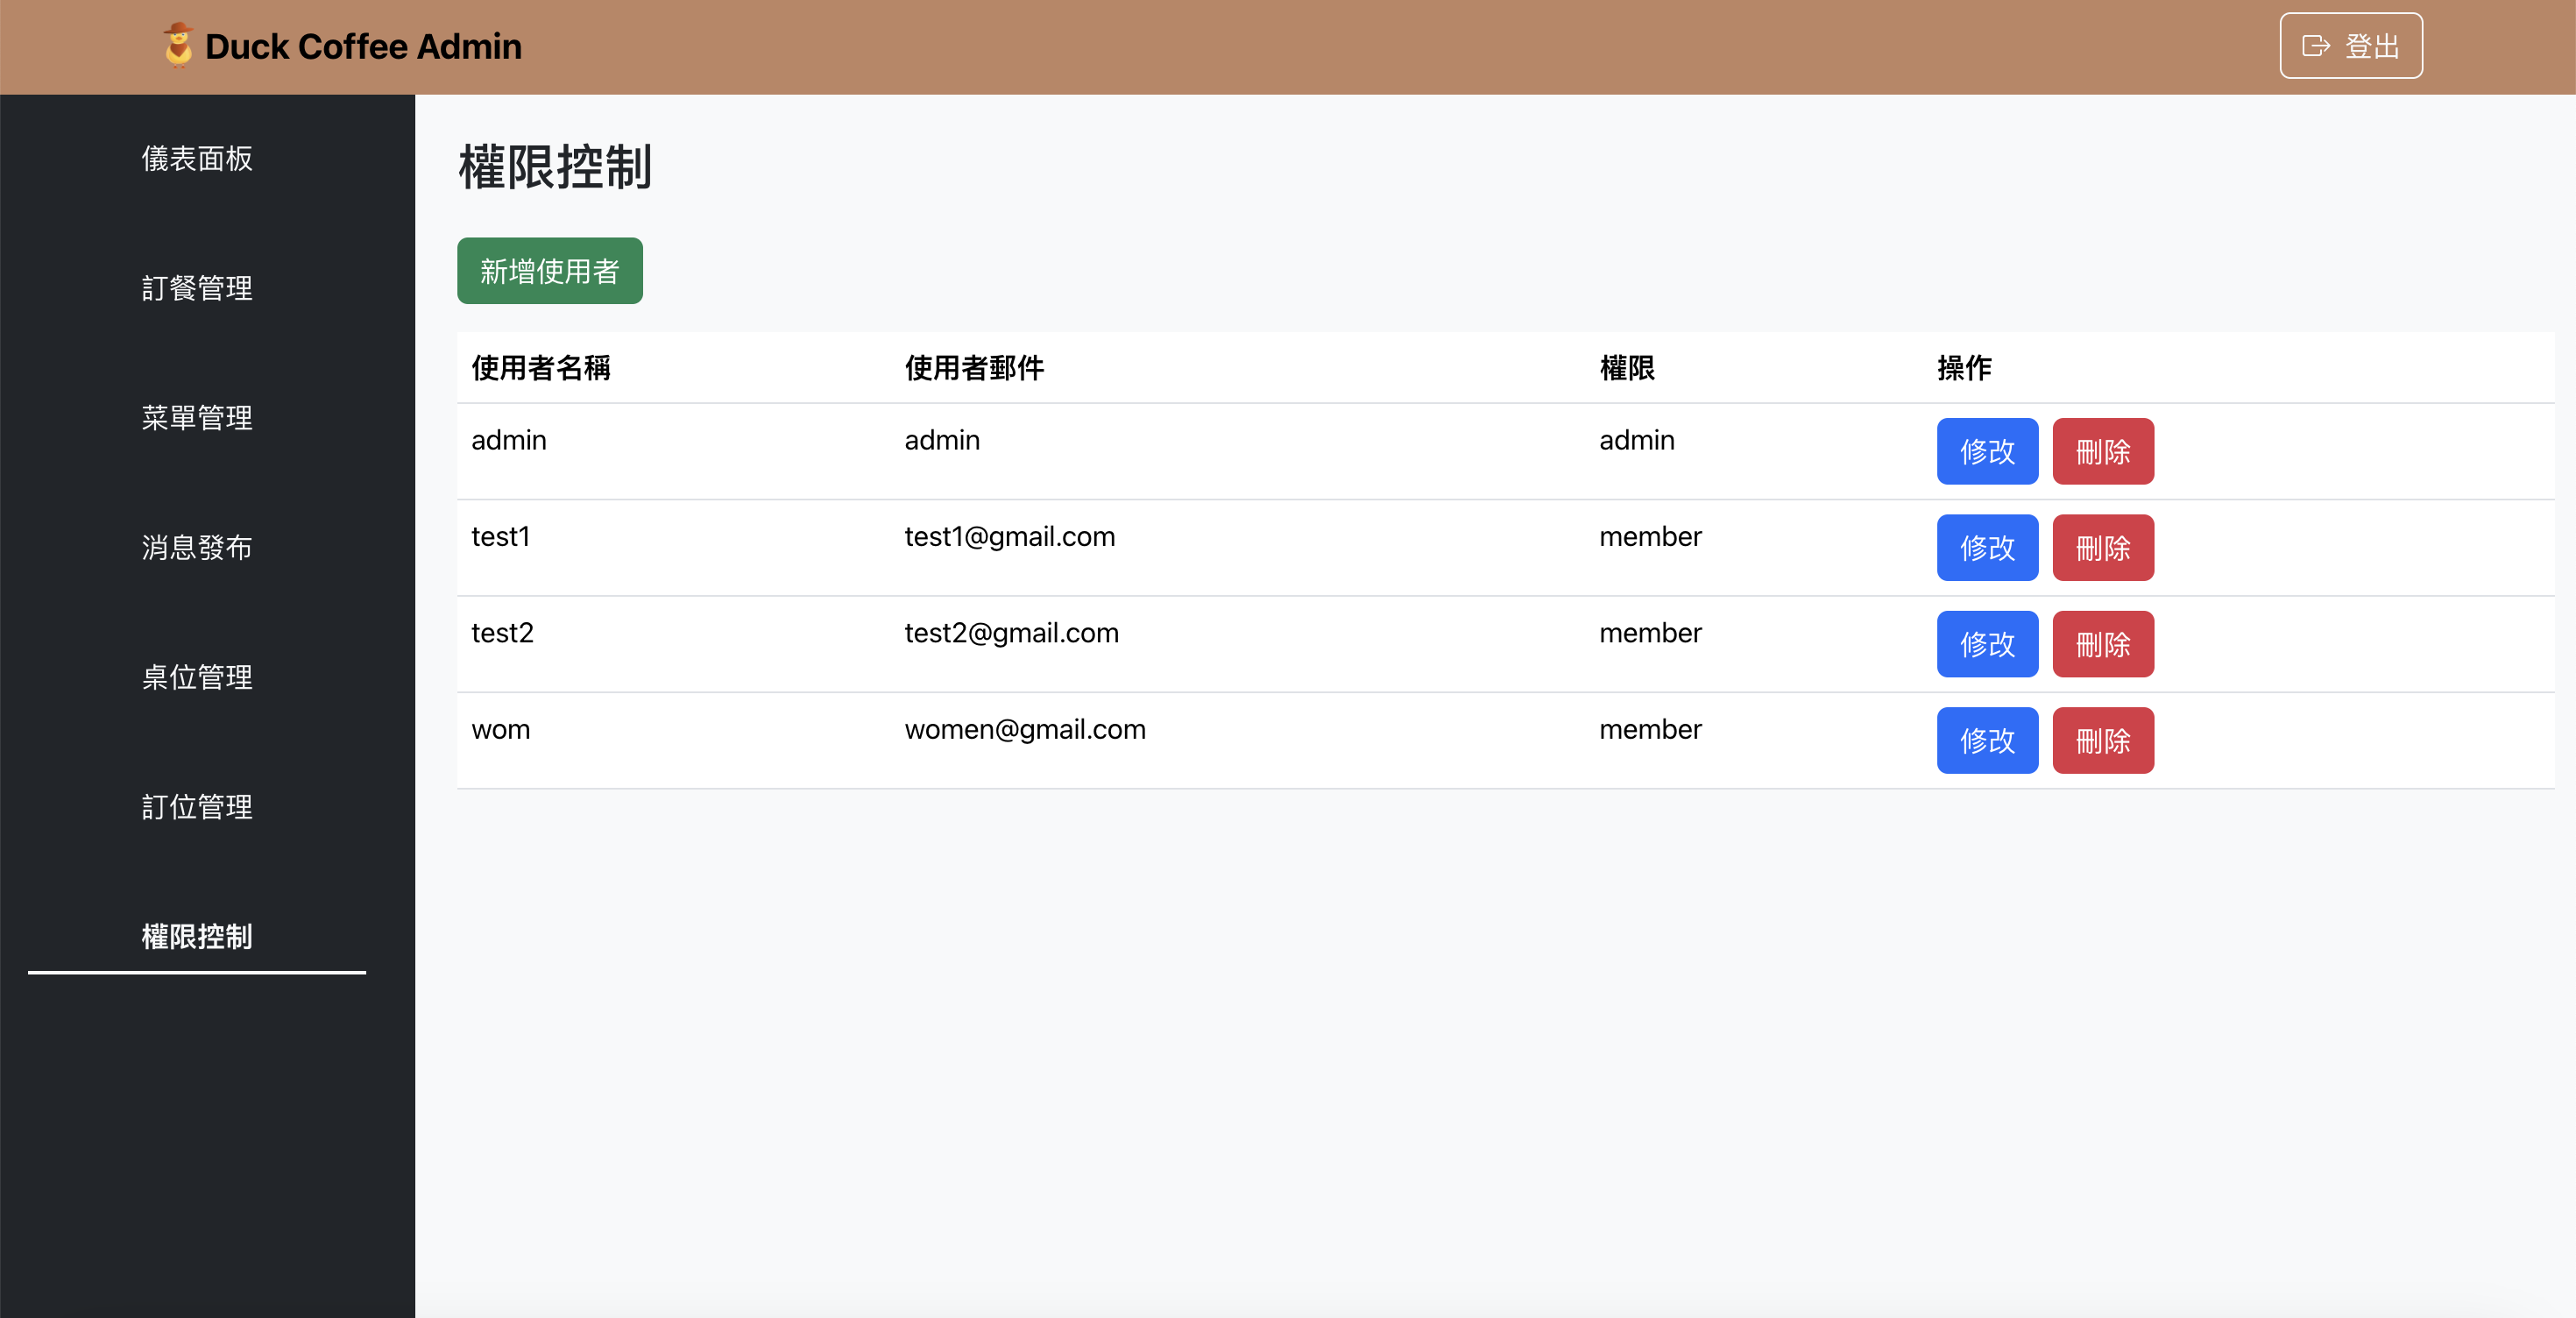 Duck Coffee Admin
登出
儀表面板
訂餐管理
菜單管理
消息發布
桌位管理
訂位管理
權限控制
權限控制
新增使用者
使用者名稱 使用者郵件 權限 操作
admin admin admin 修改 刪除
test1 test1@gmail.com member 修改 刪除
test2 test2@gmail.com member 修改 刪除
wom women@gmail.com member 修改 刪除